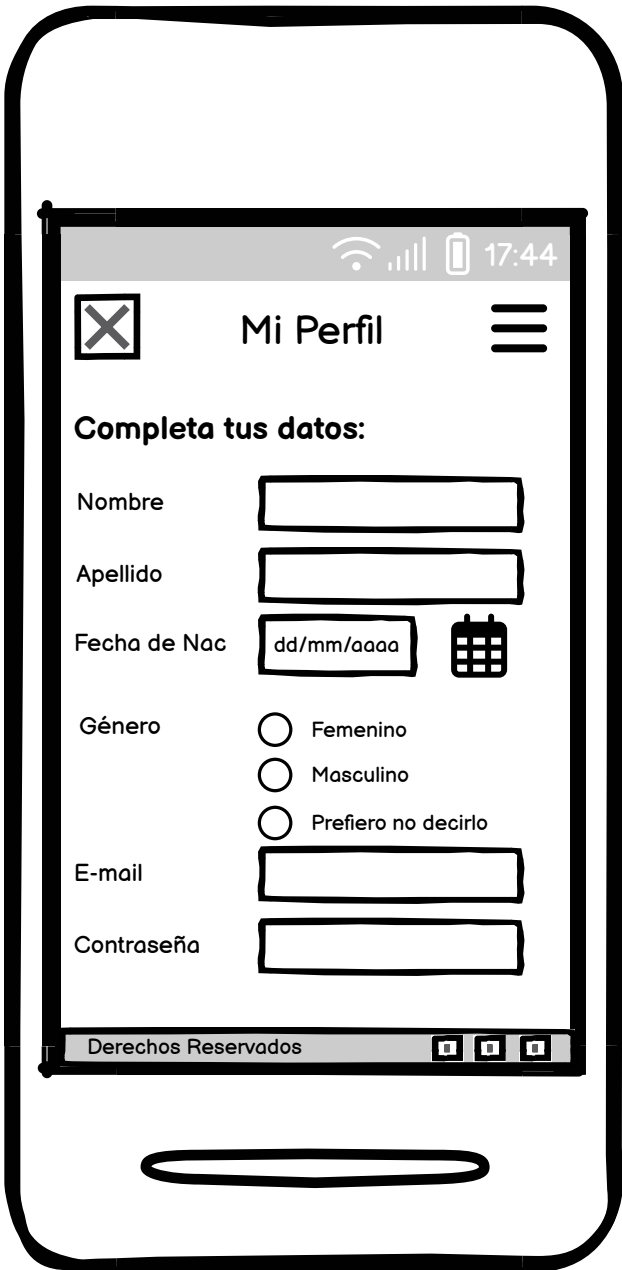 17:44
Mi Perfil
Completa tus datos:
Nombre
Apellido
Fecha de Nac dd/mm/aaaa
Género
Femenino
Masculino
Prefiero no decirlo
E-mail
Contraseña
Derechos Reservados